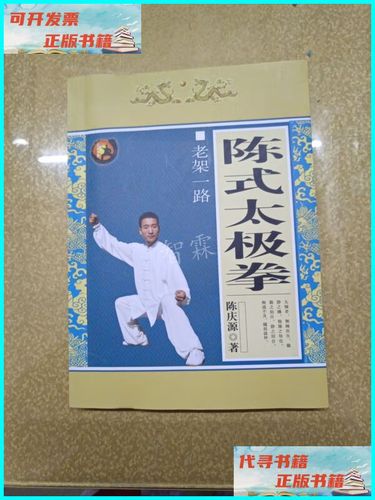 可开发票
正版书籍
陈式太极拳
老架一路
陈庆源◎著
代寻书籍
正版书籍